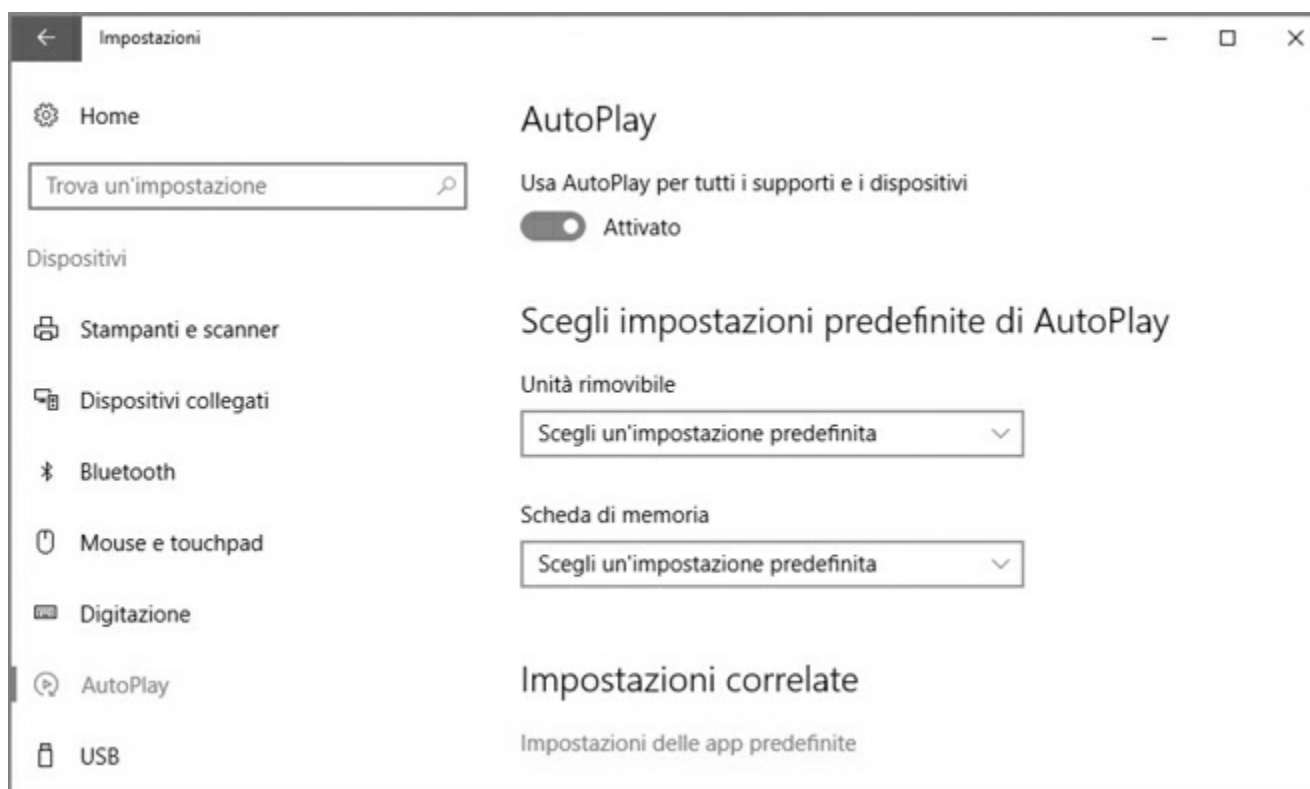 Impostazioni
Home
Trova un'impostazione
Dispositivi
Stampanti e scanner
Dispositivi collegati
Bluetooth
Mouse e touchpad
Digitazione
AutoPlay
USB
AutoPlay
Usa AutoPlay per tutti i supporti e i dispositivi
Attivato
Scegli impostazioni predefinite di AutoPlay
Unità rimovibile
Scegli un'impostazione predefinita
Scheda di memoria
Scegli un'impostazione predefinita
Impostazioni correlate
Impostazioni delle app predefinite